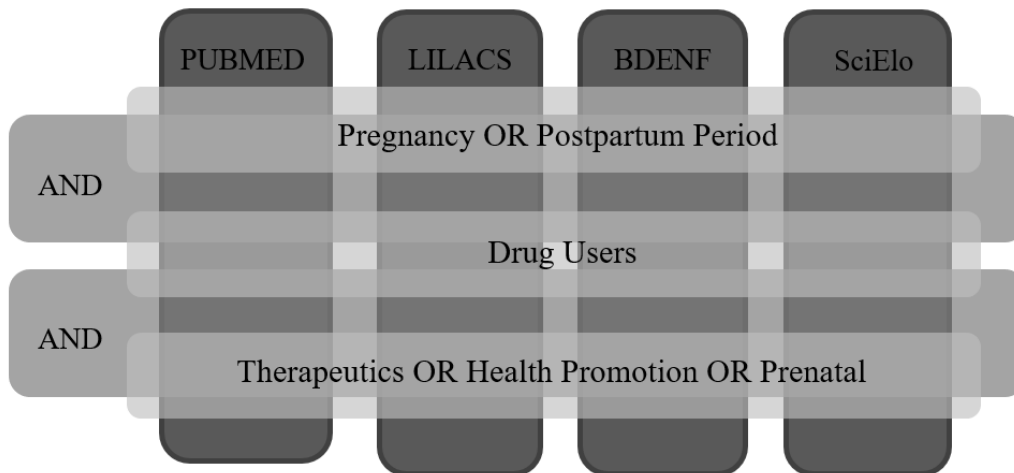 PUBMED LILACS BDENF SciElo
Pregnancy OR Postpartum Period
AND
Drug Users
AND
Therapeutics OR Health Promotion OR Prenatal